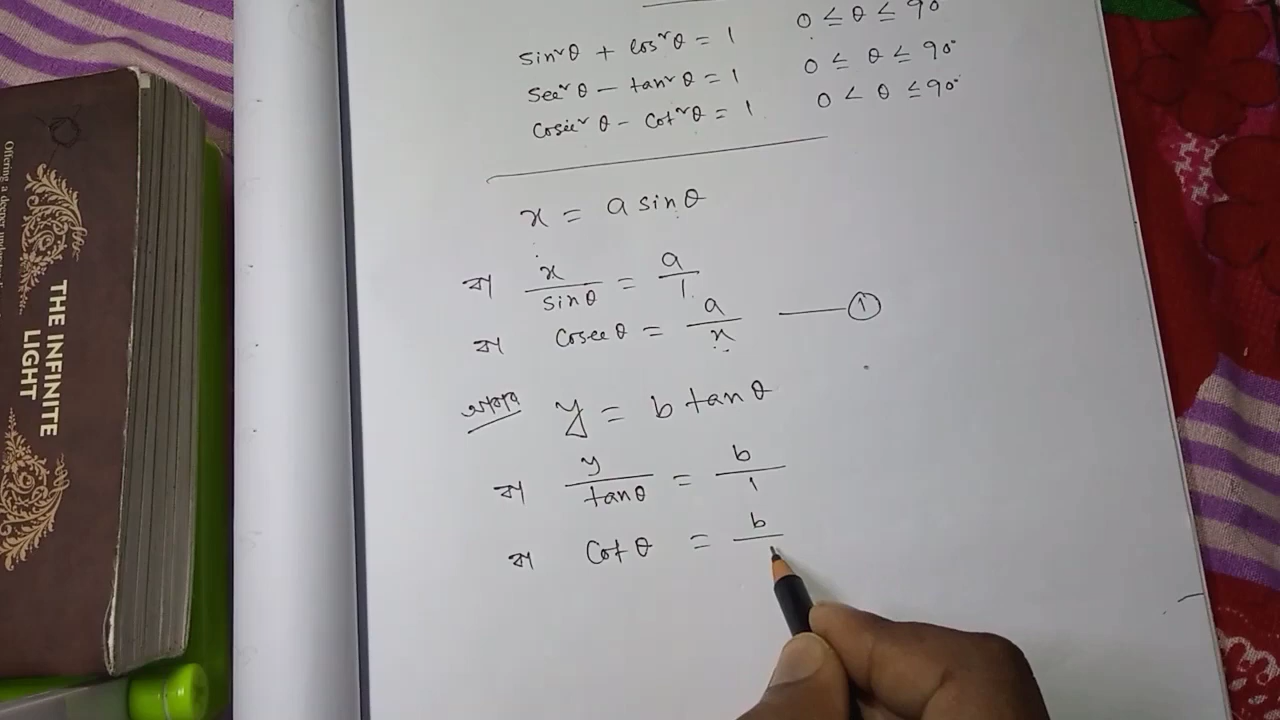 0 ≤ θ ≤ 90
sin²θ + cos²θ = 1
0 ≤ θ ≤ 90°
sec²θ − tan²θ = 1
0 < θ ≤ 90°
cosec²θ − cot²θ = 1
x = a sinθ
বা x/sinθ = a/1
বা cosecθ = a/x —— ①
আবার y = b tanθ
বা y/tanθ = b/1
বা cotθ = b/
THE INFINITE
LIGHT
Offering a